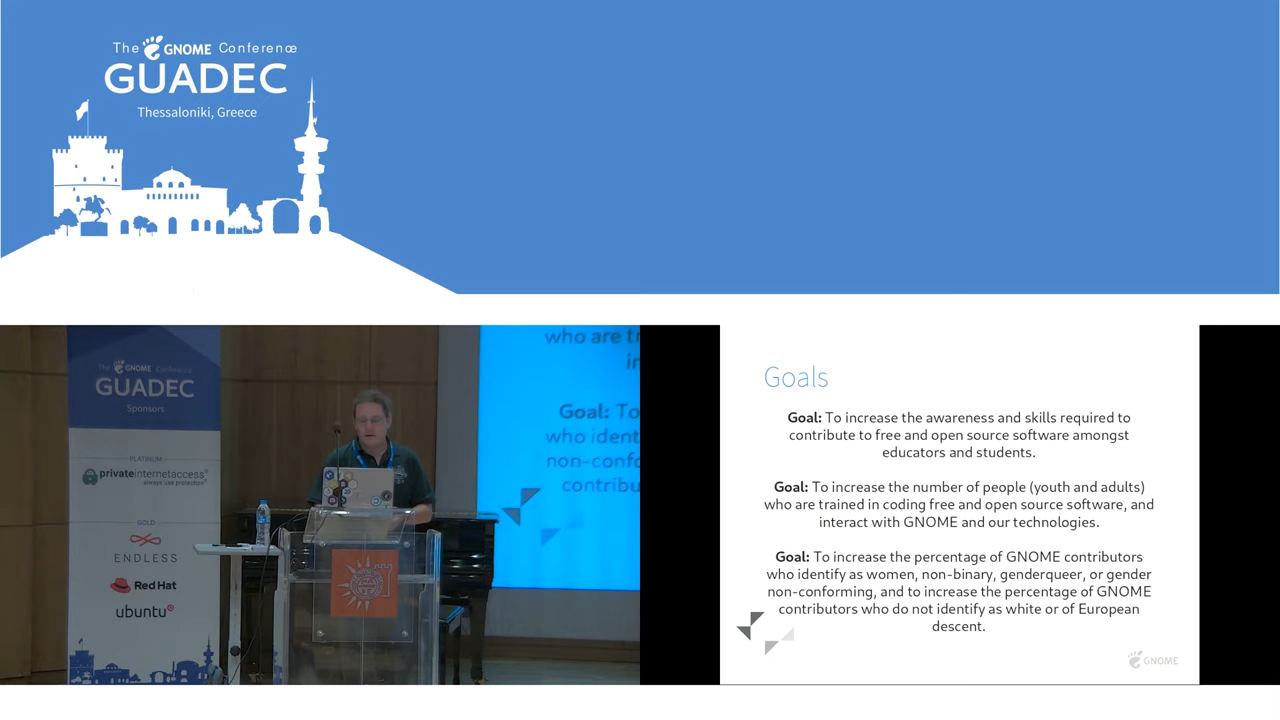 The GNOME Conference
GUADEC
Thessaloniki, Greece
The GNOME Conference
GUADEC
Sponsors
PLATINUM
privateinternetaccess®
always use protection®
GOLD
ENDLESS
Red Hat
ubuntu®
who are
Goal: To
who ident
non-confo
contribu
Goals
Goal: To increase the awareness and skills required to
contribute to free and open source software amongst
educators and students.
Goal: To increase the number of people (youth and adults)
who are trained in coding free and open source software, and
interact with GNOME and our technologies.
Goal: To increase the percentage of GNOME contributors
who identify as women, non-binary, genderqueer, or gender
non-conforming, and to increase the percentage of GNOME
contributors who do not identify as white or of European
descent.
GNOME